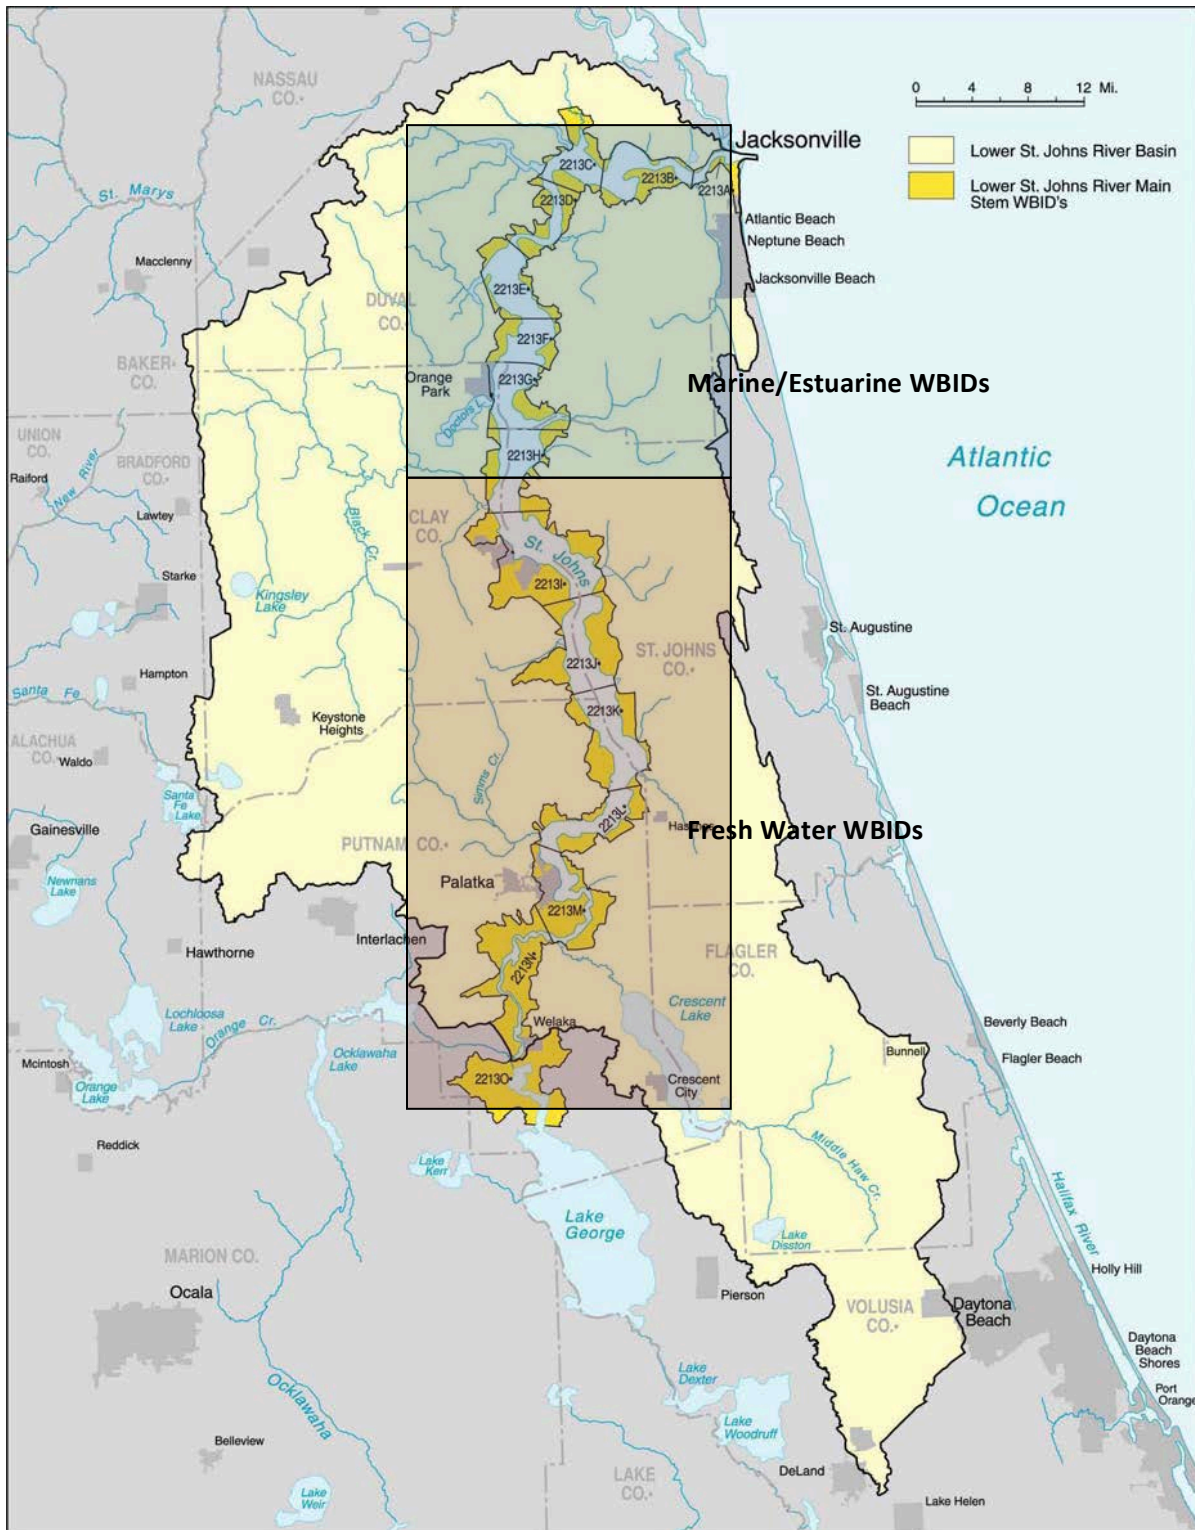 NASSAU
CO.•
0 4 8 12 Mi.
Jacksonville
Lower St. Johns River Basin
Lower St. Johns River Main
Stem WBID's
2213C•
2213B•
2213A•
2213D•
St. Marys
Atlantic Beach
Neptune Beach
Macclenny
Jacksonville Beach
2213E•
DUVAL
CO.•
2213F•
BAKER•
CO.
Orange
Park
2213G•
Marine/Estuarine WBIDs
Doctors L.
UNION
CO.
BRADFORD
CO.•
2213H•
Atlantic
Ocean
Raiford
New River
Lawtey
Black Cr.
CLAY
CO.
St. Johns
Starke
2213I•
Kingsley
Lake
St. Augustine
ST. JOHNS
CO.•
2213J•
Hampton
Santa Fe
St. Augustine
Beach
2213K•
Keystone
Heights
ALACHUA
CO.•
Waldo
Simms Cr.
Santa
Fe
Lake
2213L•
Gainesville
Fresh Water WBIDs
PUTNAM CO.•
Newnans
Lake
Palatka
2213M•
Interlachen
Hawthorne
FLAGLER
CO.
2213N•
Lochloosa
Lake
Orange Cr.
Crescent
Lake
Welaka
Beverly Beach
Ocklawaha
Lake
Bunnell
Flagler Beach
Mcintosh
Orange
Lake
2213O•
Crescent
City
Reddick
Lake
Kerr
Middle Haw Cr.
Halifax River
Lake
George
Lake
Disston
MARION CO.
Holly Hill
Ocala
Pierson
VOLUSIA
CO.•
Daytona
Beach
Daytona
Beach
Shores
Port
Orange
Lake
Dexter
Ocklawaha
Lake
Woodruff
Belleview
DeLand
LAKE
CO.•
Lake
Weir
Lake Helen